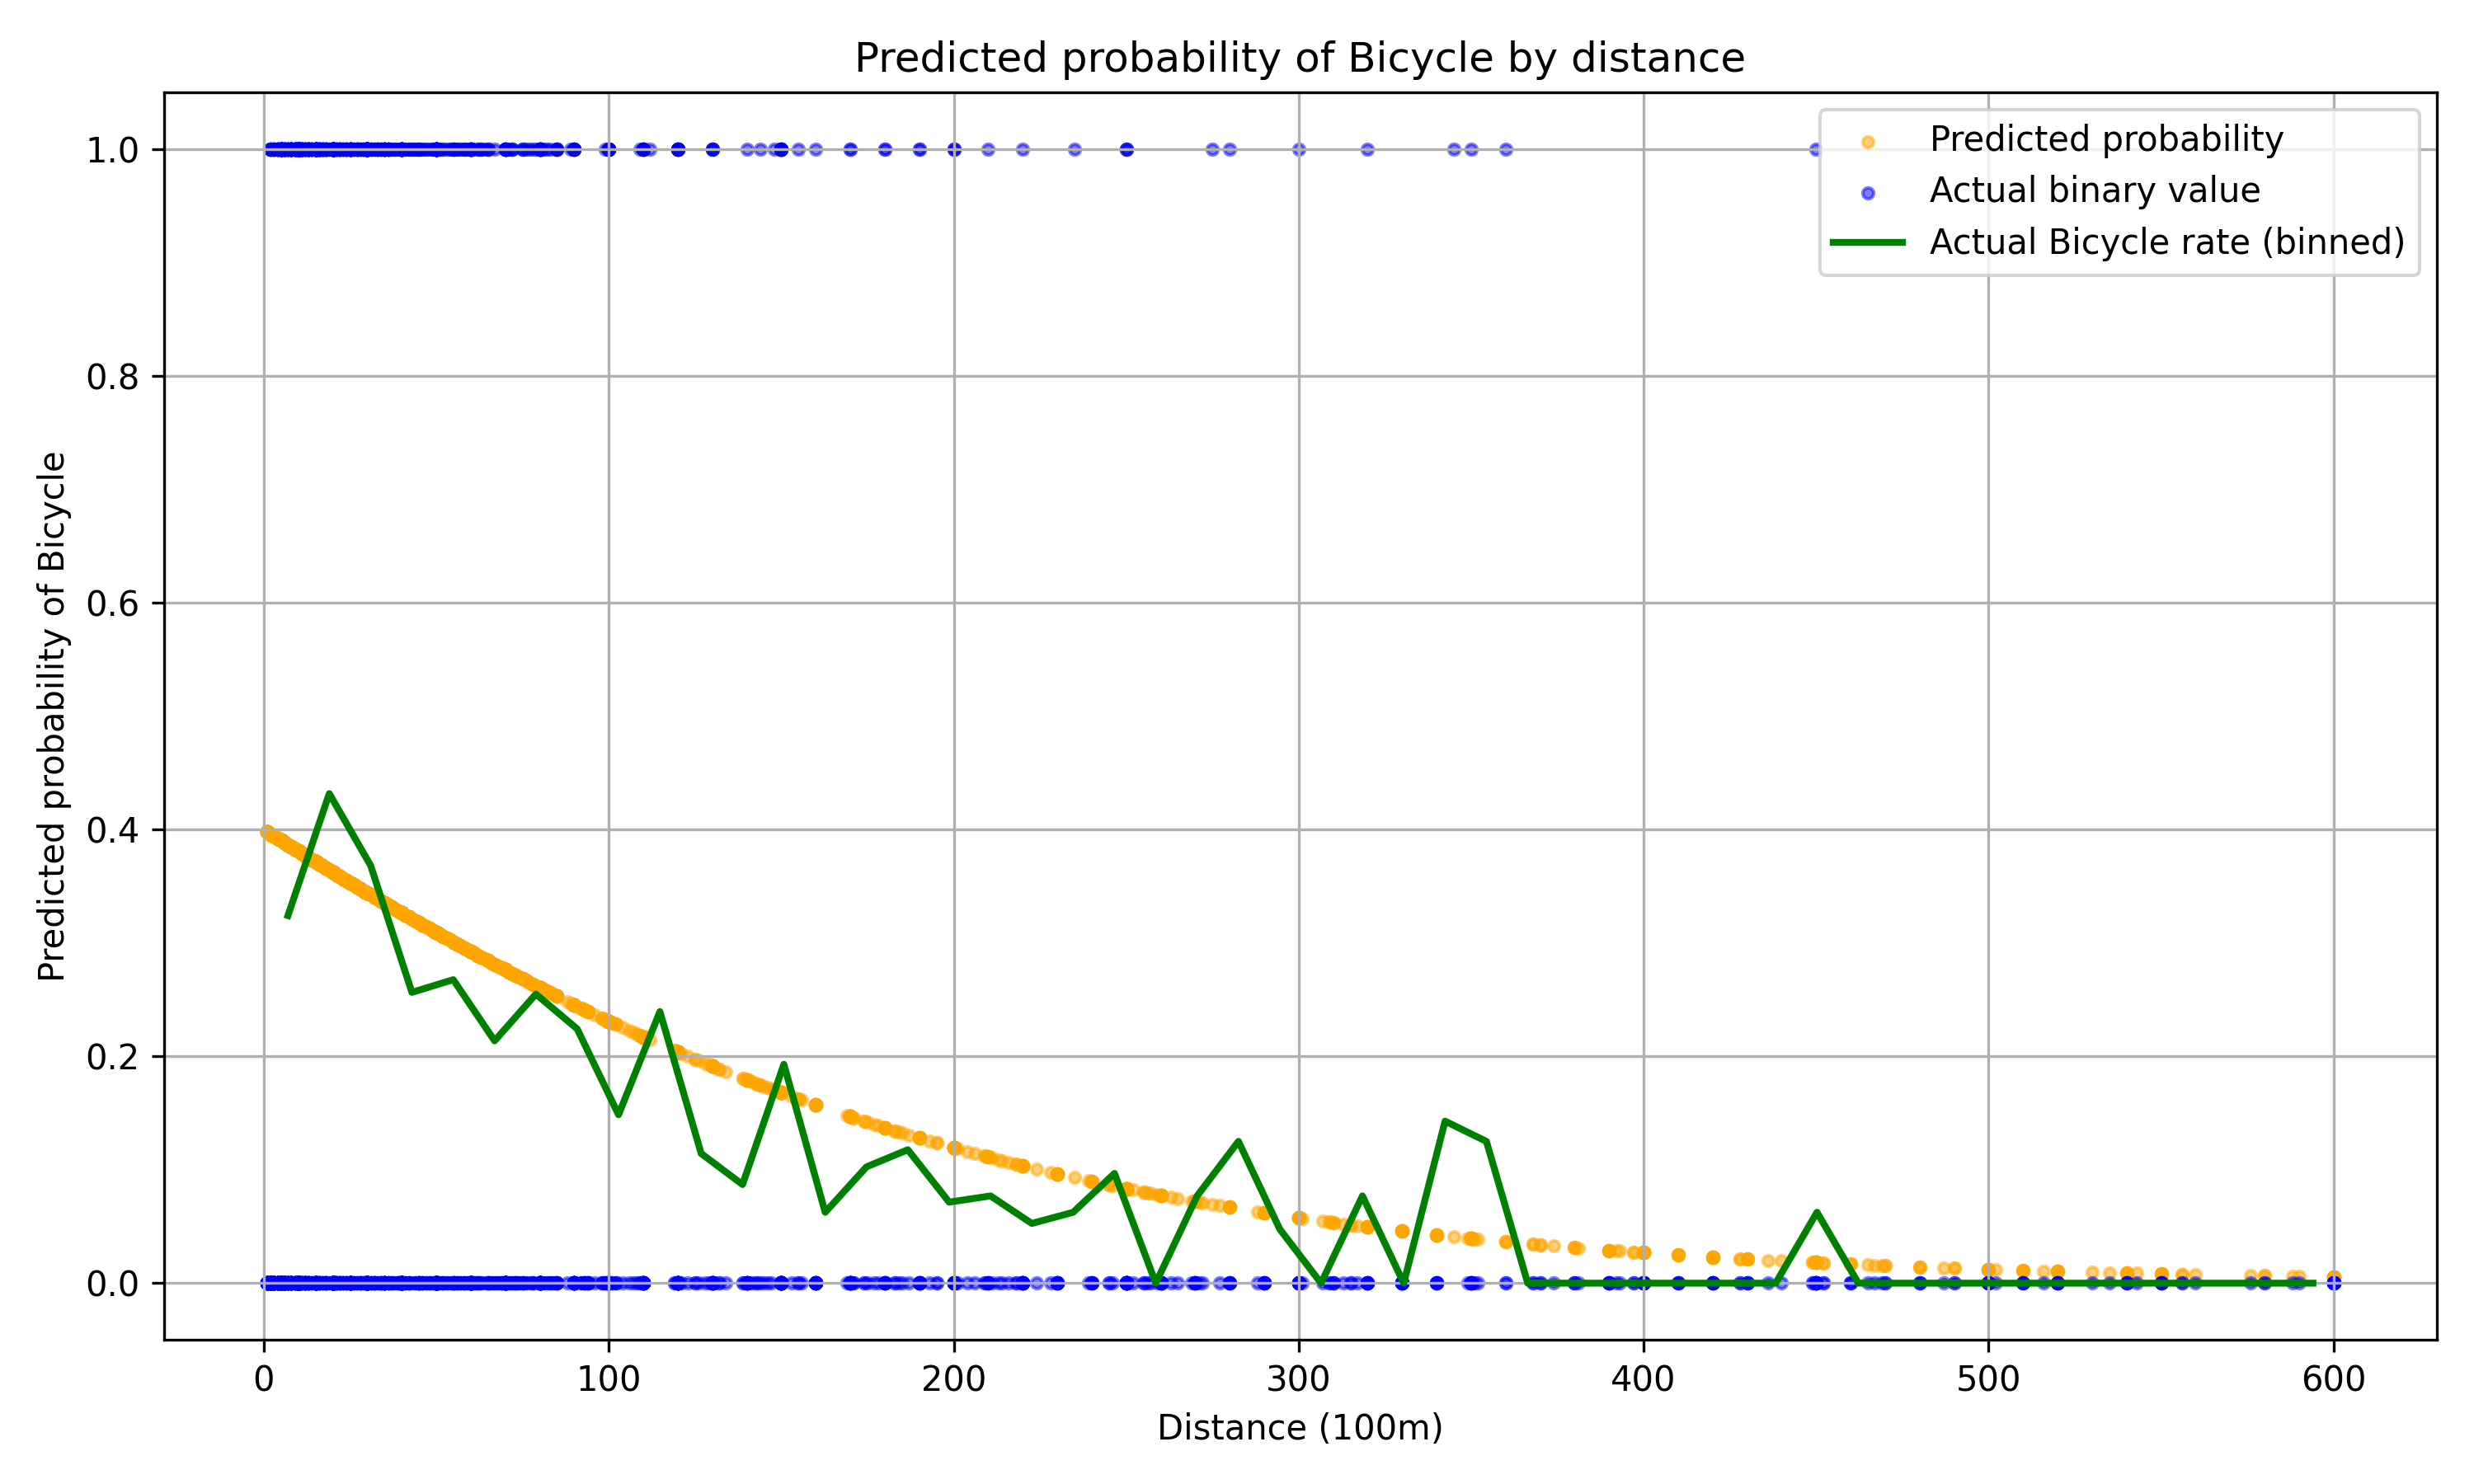 Predicted probability of Bicycle by distance
Predicted probability
Actual binary value
Actual Bicycle rate (binned)
Predicted probability of Bicycle
1.0
0.8
0.6
0.4
0.2
0.0
0 100 200 300 400 500 600
Distance (100m)